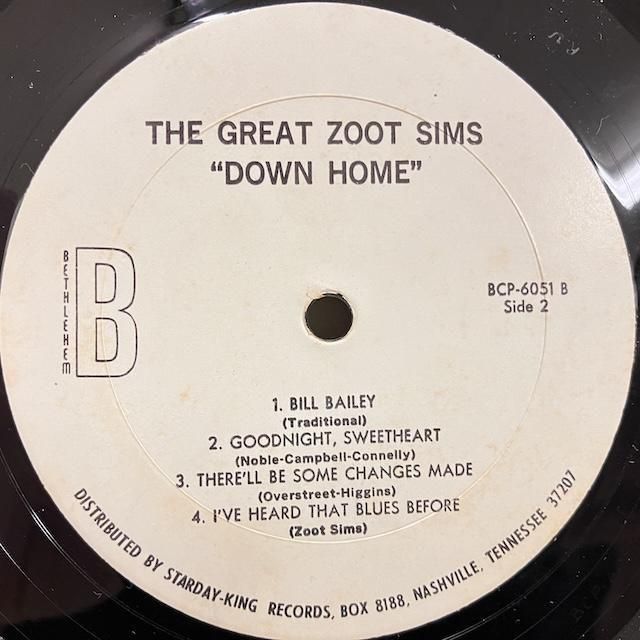 THE GREAT ZOOT SIMS
“DOWN HOME”
BETHLEHEM
B
BCP-6051 B
Side 2
1. BILL BAILEY
(Traditional)
2. GOODNIGHT, SWEETHEART
(Noble-Campbell-Connelly)
3. THERE'LL BE SOME CHANGES MADE
(Overstreet-Higgins)
4. I'VE HEARD THAT BLUES BEFORE
(Zoot Sims)
DISTRIBUTED BY STARDAY-KING RECORDS, BOX 8188, NASHVILLE, TENNESSEE 37207